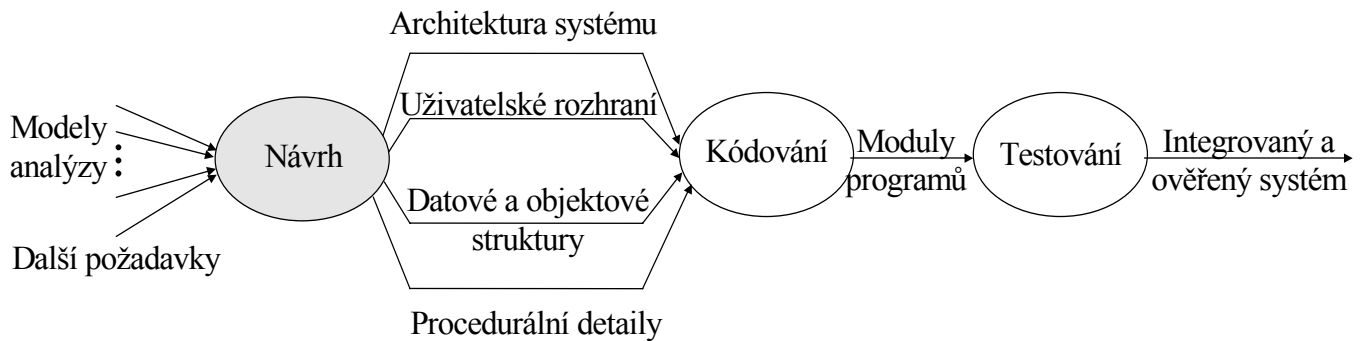 Architektura systému
Modely
analýzy
Další požadavky
Návrh
Uživatelské rozhraní
Datové a objektové
struktury
Procedurální detaily
Kódování
Moduly
programů
Testování
Integrovaný a
ověřený systém